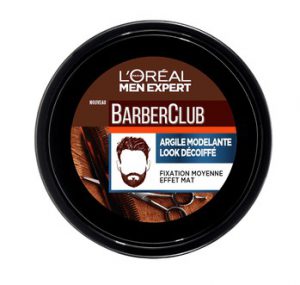 L'ORÉAL
MEN EXPERT
NOUVEAU
BARBERCLUB
ARGILE MODELANTE
LOOK DÉCOIFFÉ
FIXATION MOYENNE
EFFET MAT